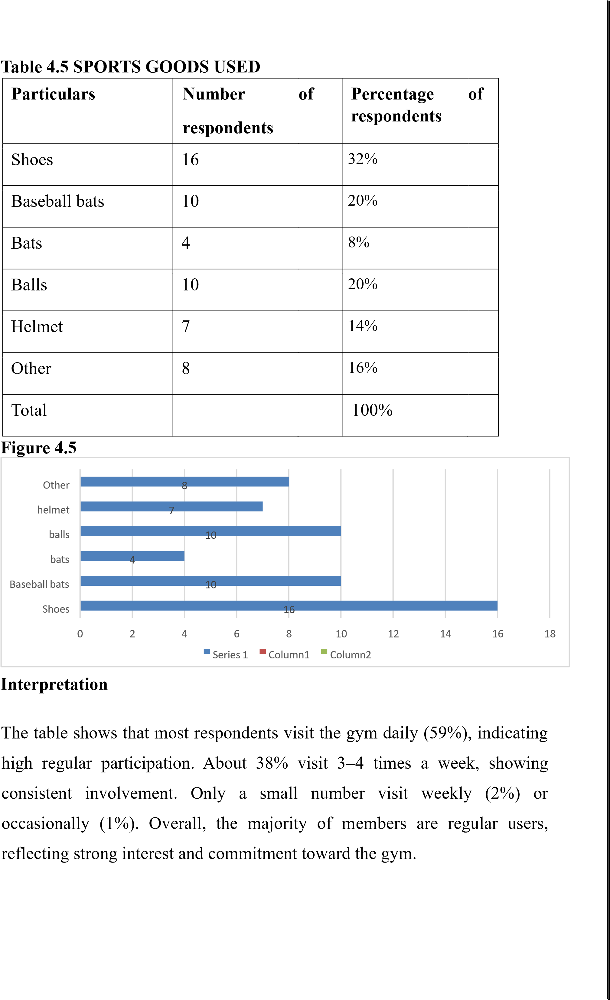 Table 4.5 SPORTS GOODS USED
Particulars Number of respondents Percentage of respondents
Shoes 16 32%
Baseball bats 10 20%
Bats 4 8%
Balls 10 20%
Helmet 7 14%
Other 8 16%
Total 100%
Figure 4.5
Other 8
helmet 7
balls 10
bats 4
Baseball bats 10
Shoes 16
0 2 4 6 8 10 12 14 16 18
Series 1 Column1 Column2
Interpretation
The table shows that most respondents visit the gym daily (59%), indicating
high regular participation. About 38% visit 3–4 times a week, showing
consistent involvement. Only a small number visit weekly (2%) or
occasionally (1%). Overall, the majority of members are regular users,
reflecting strong interest and commitment toward the gym.